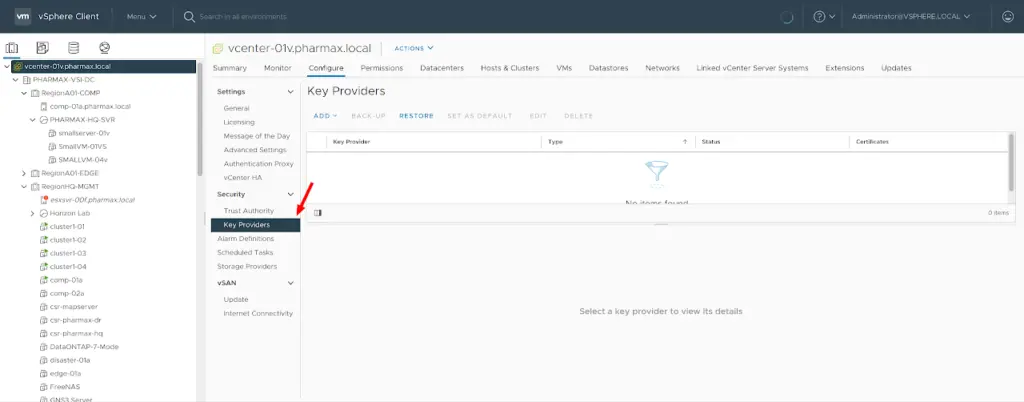 vm vSphere Client Menu Search in all environments Administrator@VSPHERE.LOCAL
vcenter-01v.pharmax.local
PHARMAX-VSI-DC
RegionA01-COMP
comp-01a.pharmax.local
PHARMAX-HQ-SVR
smallserver-01v
SmallVM-01VS
SMALLVM-04v
RegionA01-EDGE
RegionHQ-MGMT
esxsvr-00f.pharmax.local
Horizon Lab
cluster1-01
cluster1-02
cluster1-03
cluster1-04
comp-01a
comp-02a
csr-mapserver
csr-pharmax-dr
csr-pharmax-hq
DataONTAP-7-Mode
disaster-01a
edge-01a
FreeNAS
GNS3 Server
vcenter-01v.pharmax.local ACTIONS
Summary Monitor Configure Permissions Datacenters Hosts & Clusters VMs Datastores Networks Linked vCenter Server Systems Extensions Updates
Settings
General
Licensing
Message of the Day
Advanced Settings
Authentication Proxy
vCenter HA
Security
Trust Authority
Key Providers
Alarm Definitions
Scheduled Tasks
Storage Providers
vSAN
Update
Internet Connectivity
Key Providers
ADD BACK-UP RESTORE SET AS DEFAULT EDIT DELETE
Key Provider Type Status Certificates
No items found
0 items
Select a key provider to view its details